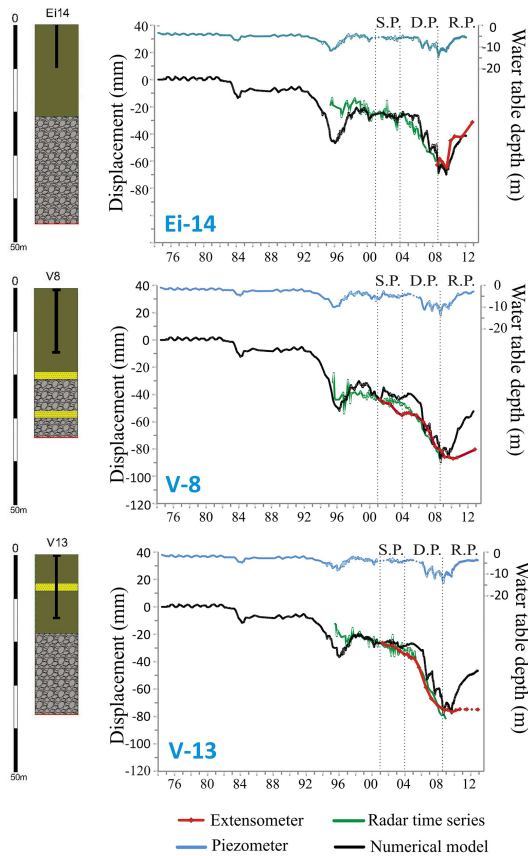 Ei14
0
50m
40
20
0
-20
-40
-60
-80
Displacement (mm)
S.P. D.P. R.P.
0
-10
-20
Water table depth (m)
Ei-14
76 80 84 88 92 96 00 04 08 12
V8
0
50m
40
20
0
-20
-40
-60
-80
-100
-120
Displacement (mm)
S.P. D.P. R.P.
0
-10
-20
Water table depth (m)
V-8
76 80 84 88 92 96 00 04 08 12
V13
0
50m
40
20
0
-20
-40
-60
-80
-100
-120
Displacement (mm)
S.P. D.P. R.P.
0
-10
-20
Water table depth (m)
V-13
76 80 84 88 92 96 00 04 08 12
Extensometer Radar time series
Piezometer Numerical model